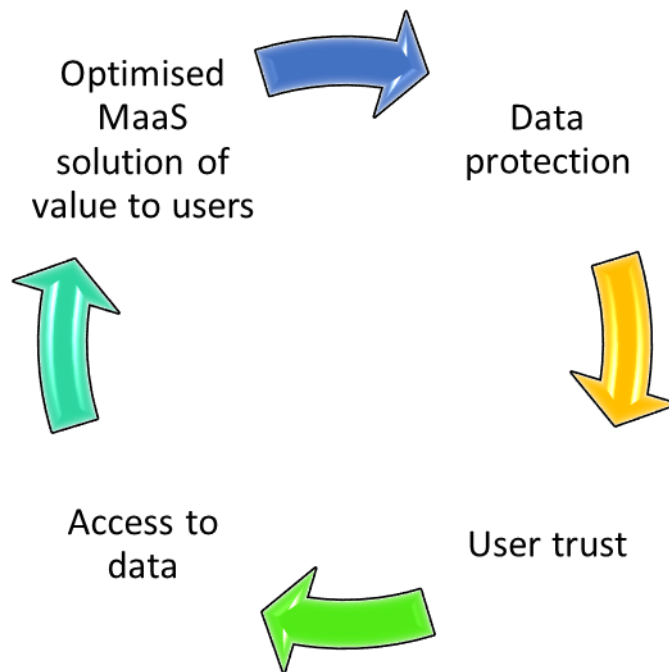 Optimised
MaaS
solution of
value to users
Data
protection
User trust
Access to
data